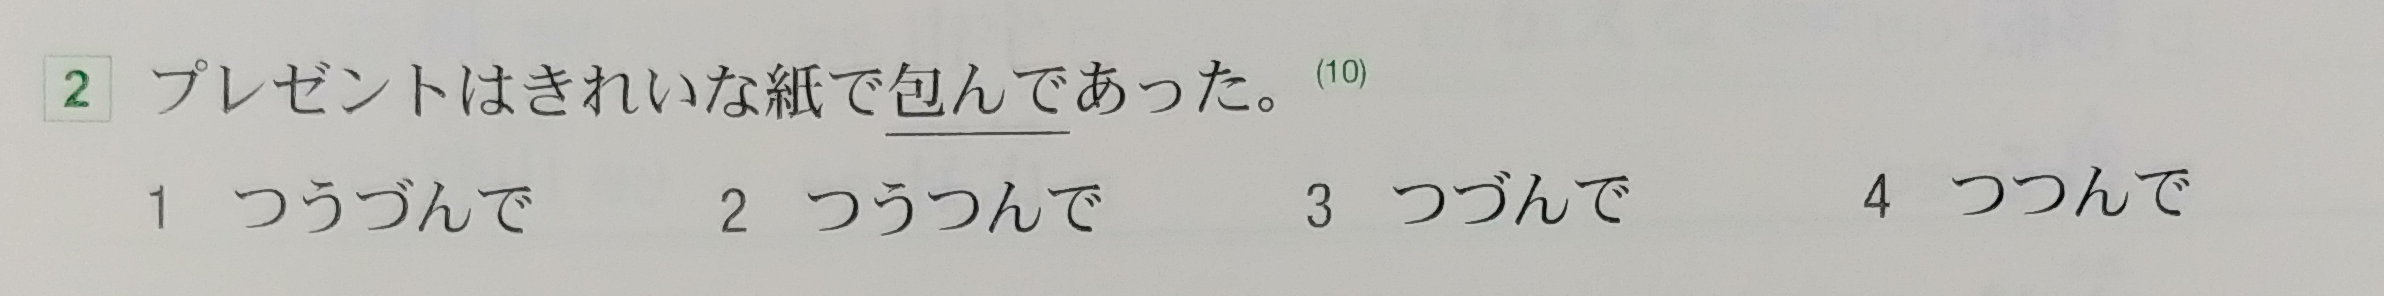 2 プレゼントはきれいな紙で包んであった。(10)
1 つうづんで 2 つうつんで 3 つづんで 4 つつんで